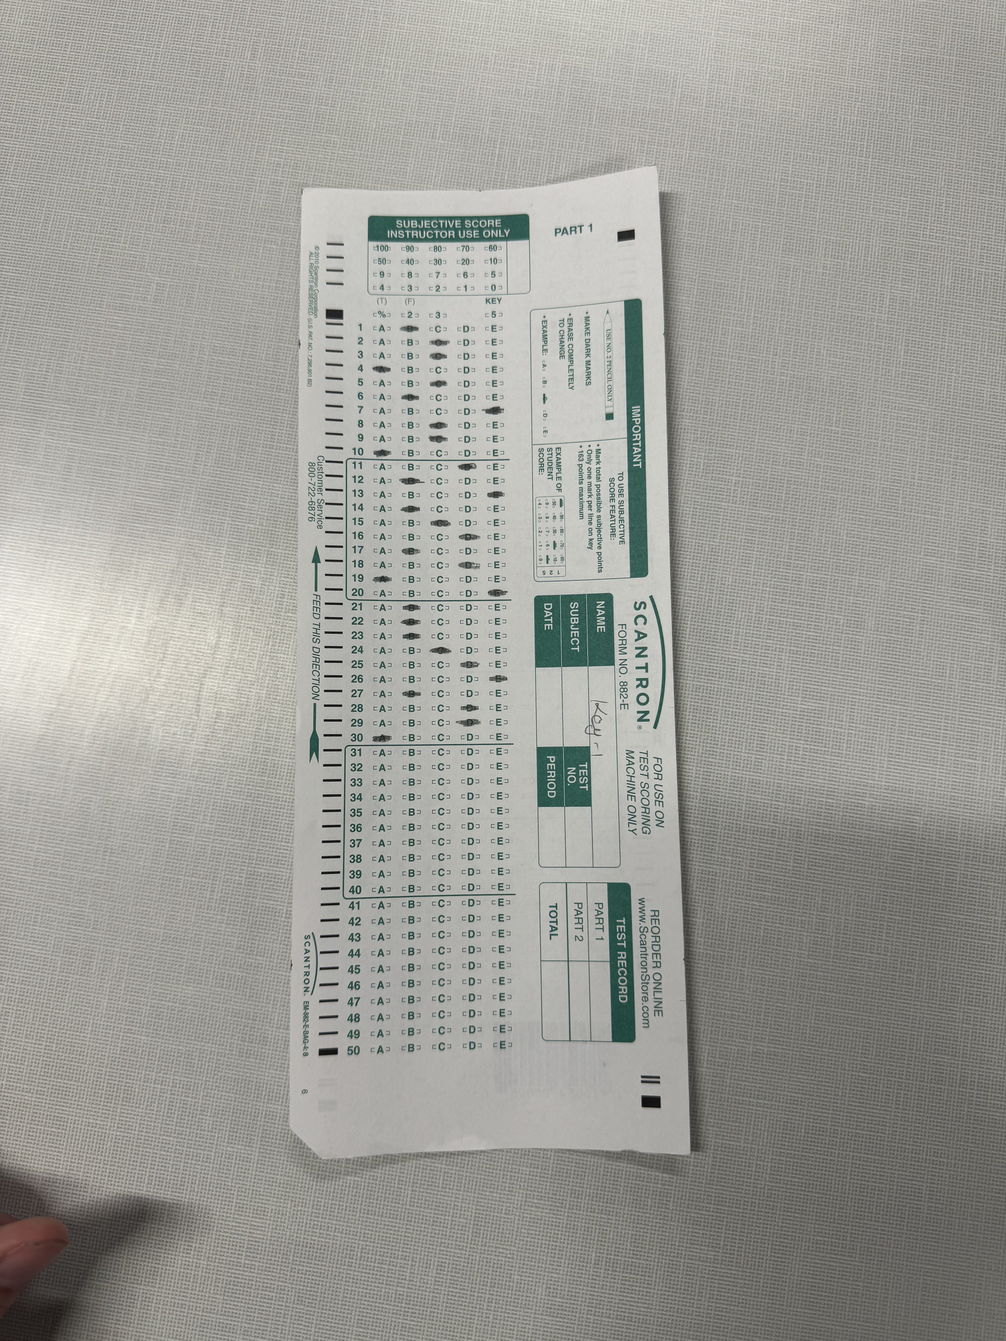 SUBJECTIVE SCORE
INSTRUCTOR USE ONLY
100 90 80 70 60
50 40 30 20 10
9 8 7 6 5
4 3 2 1 0
(T) (F) KEY
% 2 3 5
1 A C D E
2 A B D E
3 A B D E
4 B C D E
5 A B D E
6 A C D E
7 A B C D
8 A B D E
9 A B D E
10 B C D E
11 A B C E
12 A C D E
13 A B C D
14 A C D E
15 A B D E
16 A B C E
17 A C D E
18 A B C E
19 B C D E
20 A B C D
21 A C D E
22 A C D E
23 A C D E
24 A B D E
25 A B C E
26 A B C D
27 A C D E
28 A B C E
29 A B C E
30 B C D E
31 A B C D E
32 A B C D E
33 A B C D E
34 A B C D E
35 A B C D E
36 A B C D E
37 A B C D E
38 A B C D E
39 A B C D E
40 A B C D E
41 A B C D E
42 A B C D E
43 A B C D E
44 A B C D E
45 A B C D E
46 A B C D E
47 A B C D E
48 A B C D E
49 A B C D E
50 A B C D E
PART 1
IMPORTANT
USE NO. 2 PENCIL ONLY
• MAKE DARK MARKS
• ERASE COMPLETELY
TO CHANGE
• EXAMPLE: A B D E
TO USE SUBJECTIVE
SCORE FEATURE:
• Mark total possible subjective points
• Only one mark per line on key
• 163 points maximum
EXAMPLE OF
STUDENT
SCORE:
SCANTRON®
FORM NO. 882-E
FOR USE ON
TEST SCORING
MACHINE ONLY
NAME
Key-1
SUBJECT
TEST
NO.
DATE
PERIOD
REORDER ONLINE
www.ScantronStore.com
TEST RECORD
PART 1
PART 2
TOTAL
© 2010 Scantron Corporation
ALL RIGHTS RESERVED.
Customer Service
800-722-6876
FEED THIS DIRECTION
SCANTRON.
6